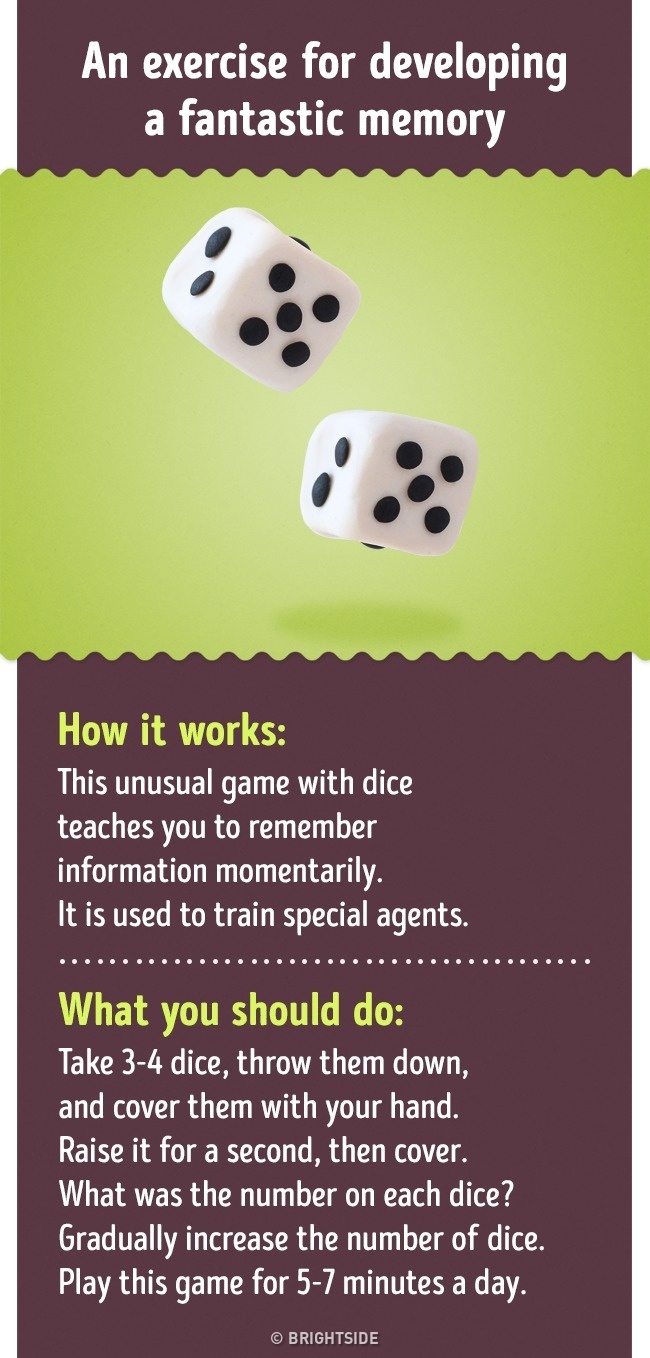 An exercise for developing
a fantastic memory
How it works:
This unusual game with dice
teaches you to remember
information momentarily.
It is used to train special agents.
What you should do:
Take 3-4 dice, throw them down,
and cover them with your hand.
Raise it for a second, then cover.
What was the number on each dice?
Gradually increase the number of dice.
Play this game for 5-7 minutes a day.
© BRIGHTSIDE